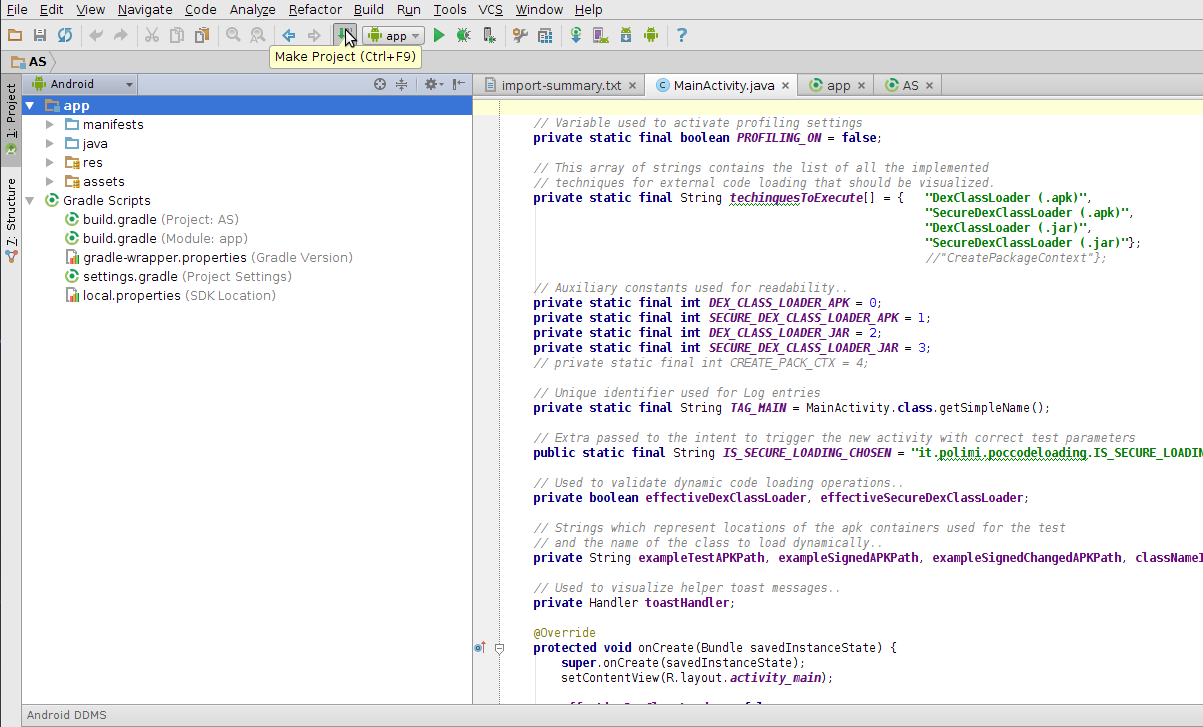 File Edit View Navigate Code Analyze Refactor Build Run Tools VCS Window Help
app
?
Make Project (Ctrl+F9)
AS
Android
import-summary.txt MainActivity.java app AS
1: Project
7: Structure
app
manifests
java
res
assets
Gradle Scripts
build.gradle (Project: AS)
build.gradle (Module: app)
gradle-wrapper.properties (Gradle Version)
settings.gradle (Project Settings)
local.properties (SDK Location)
// Variable used to activate profiling settings
private static final boolean PROFILING_ON = false;
// This array of strings contains the list of all the implemented
// techniques for external code loading that should be visualized.
private static final String techinquesToExecute[] = { "DexClassLoader (.apk)",
"SecureDexClassLoader (.apk)",
"DexClassLoader (.jar)",
"SecureDexClassLoader (.jar)"};
//"CreatePackageContext"};
// Auxiliary constants used for readability..
private static final int DEX_CLASS_LOADER_APK = 0;
private static final int SECURE_DEX_CLASS_LOADER_APK = 1;
private static final int DEX_CLASS_LOADER_JAR = 2;
private static final int SECURE_DEX_CLASS_LOADER_JAR = 3;
// private static final int CREATE_PACK_CTX = 4;
// Unique identifier used for Log entries
private static final String TAG_MAIN = MainActivity.class.getSimpleName();
// Extra passed to the intent to trigger the new activity with correct test parameters
public static final String IS_SECURE_LOADING_CHOSEN = "it.polimi.poccodeloading.IS_SECURE_LOADIN
// Used to validate dynamic code loading operations..
private boolean effectiveDexClassLoader, effectiveSecureDexClassLoader;
// Strings which represent locations of the apk containers used for the test
// and the name of the class to load dynamically..
private String exampleTestAPKPath, exampleSignedAPKPath, exampleSignedChangedAPKPath, classNameI
// Used to visualize helper toast messages..
private Handler toastHandler;
@Override
protected void onCreate(Bundle savedInstanceState) {
super.onCreate(savedInstanceState);
setContentView(R.layout.activity_main);
Android DDMS